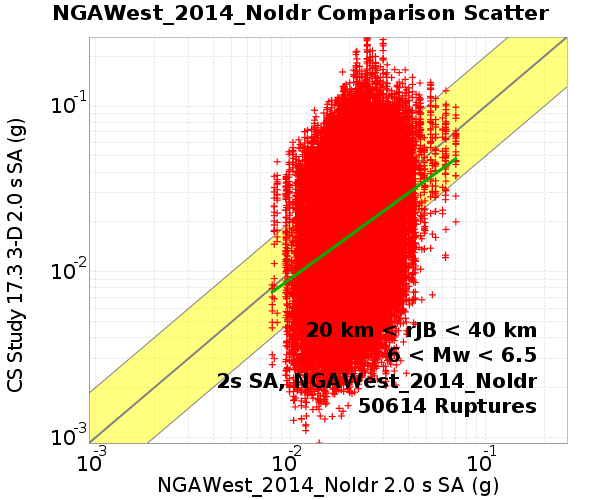 NGAWest_2014_NoIdr Comparison Scatter
CS Study 17.3 3-D 2.0 s SA (g)
10-1
10-2
10-3
20 km < rJB < 40 km
6 < Mw < 6.5
2s SA, NGAWest_2014_NoIdr
50614 Ruptures
10-3 10-2 10-1
NGAWest_2014_NoIdr 2.0 s SA (g)